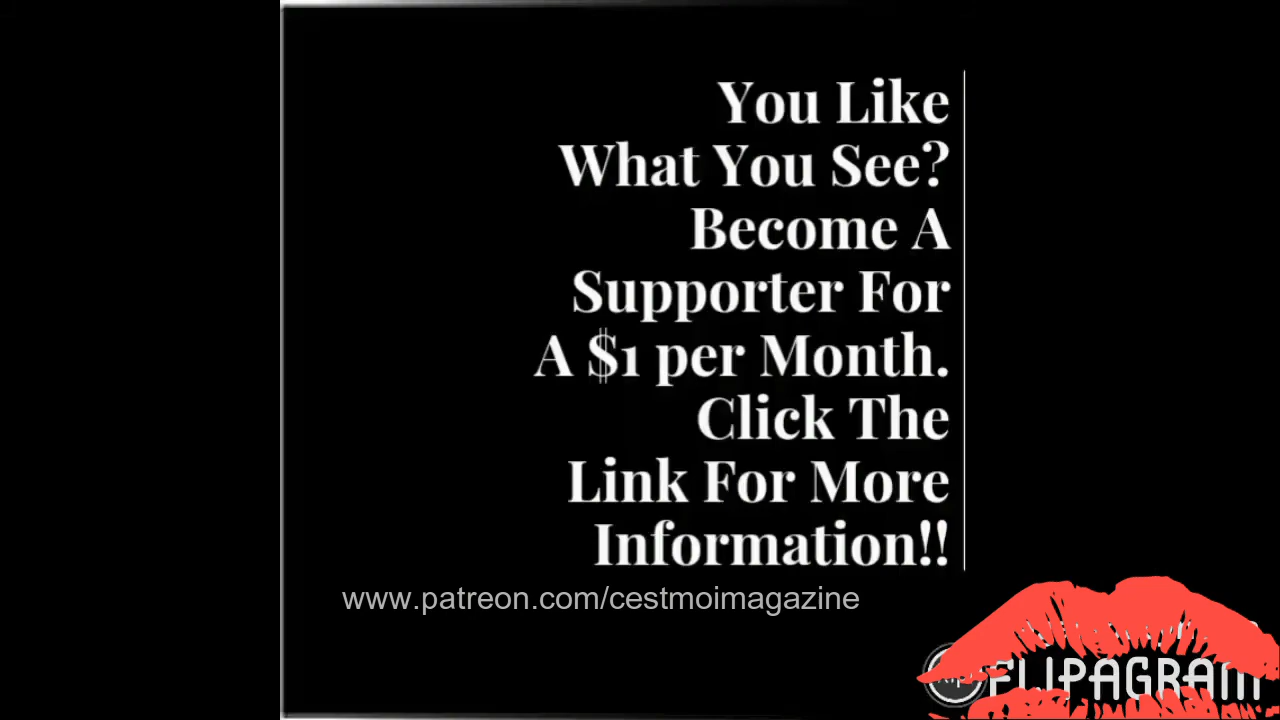 You Like
What You See?
Become A
Supporter For
A $1 per Month.
Click The
Link For More
Information!!
www.patreon.com/cestmoimagazine
FLIPAGRAM